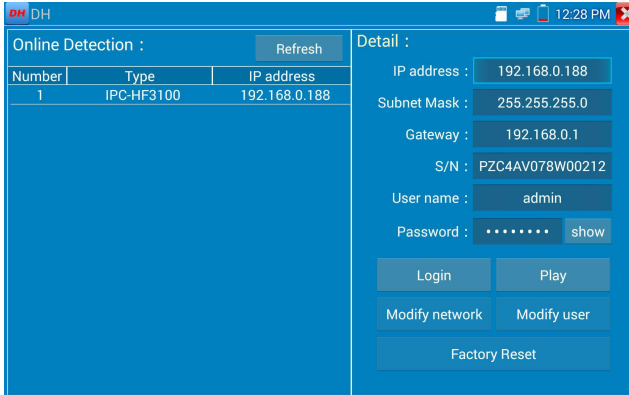 DH DH
12:28 PM
Online Detection :
Refresh
Number Type IP address
1 IPC-HF3100 192.168.0.188
Detail :
IP address : 192.168.0.188
Subnet Mask : 255.255.255.0
Gateway : 192.168.0.1
S/N : PZC4AV078W00212
User name : admin
Password : •••••••• show
Login Play
Modify network Modify user
Factory Reset